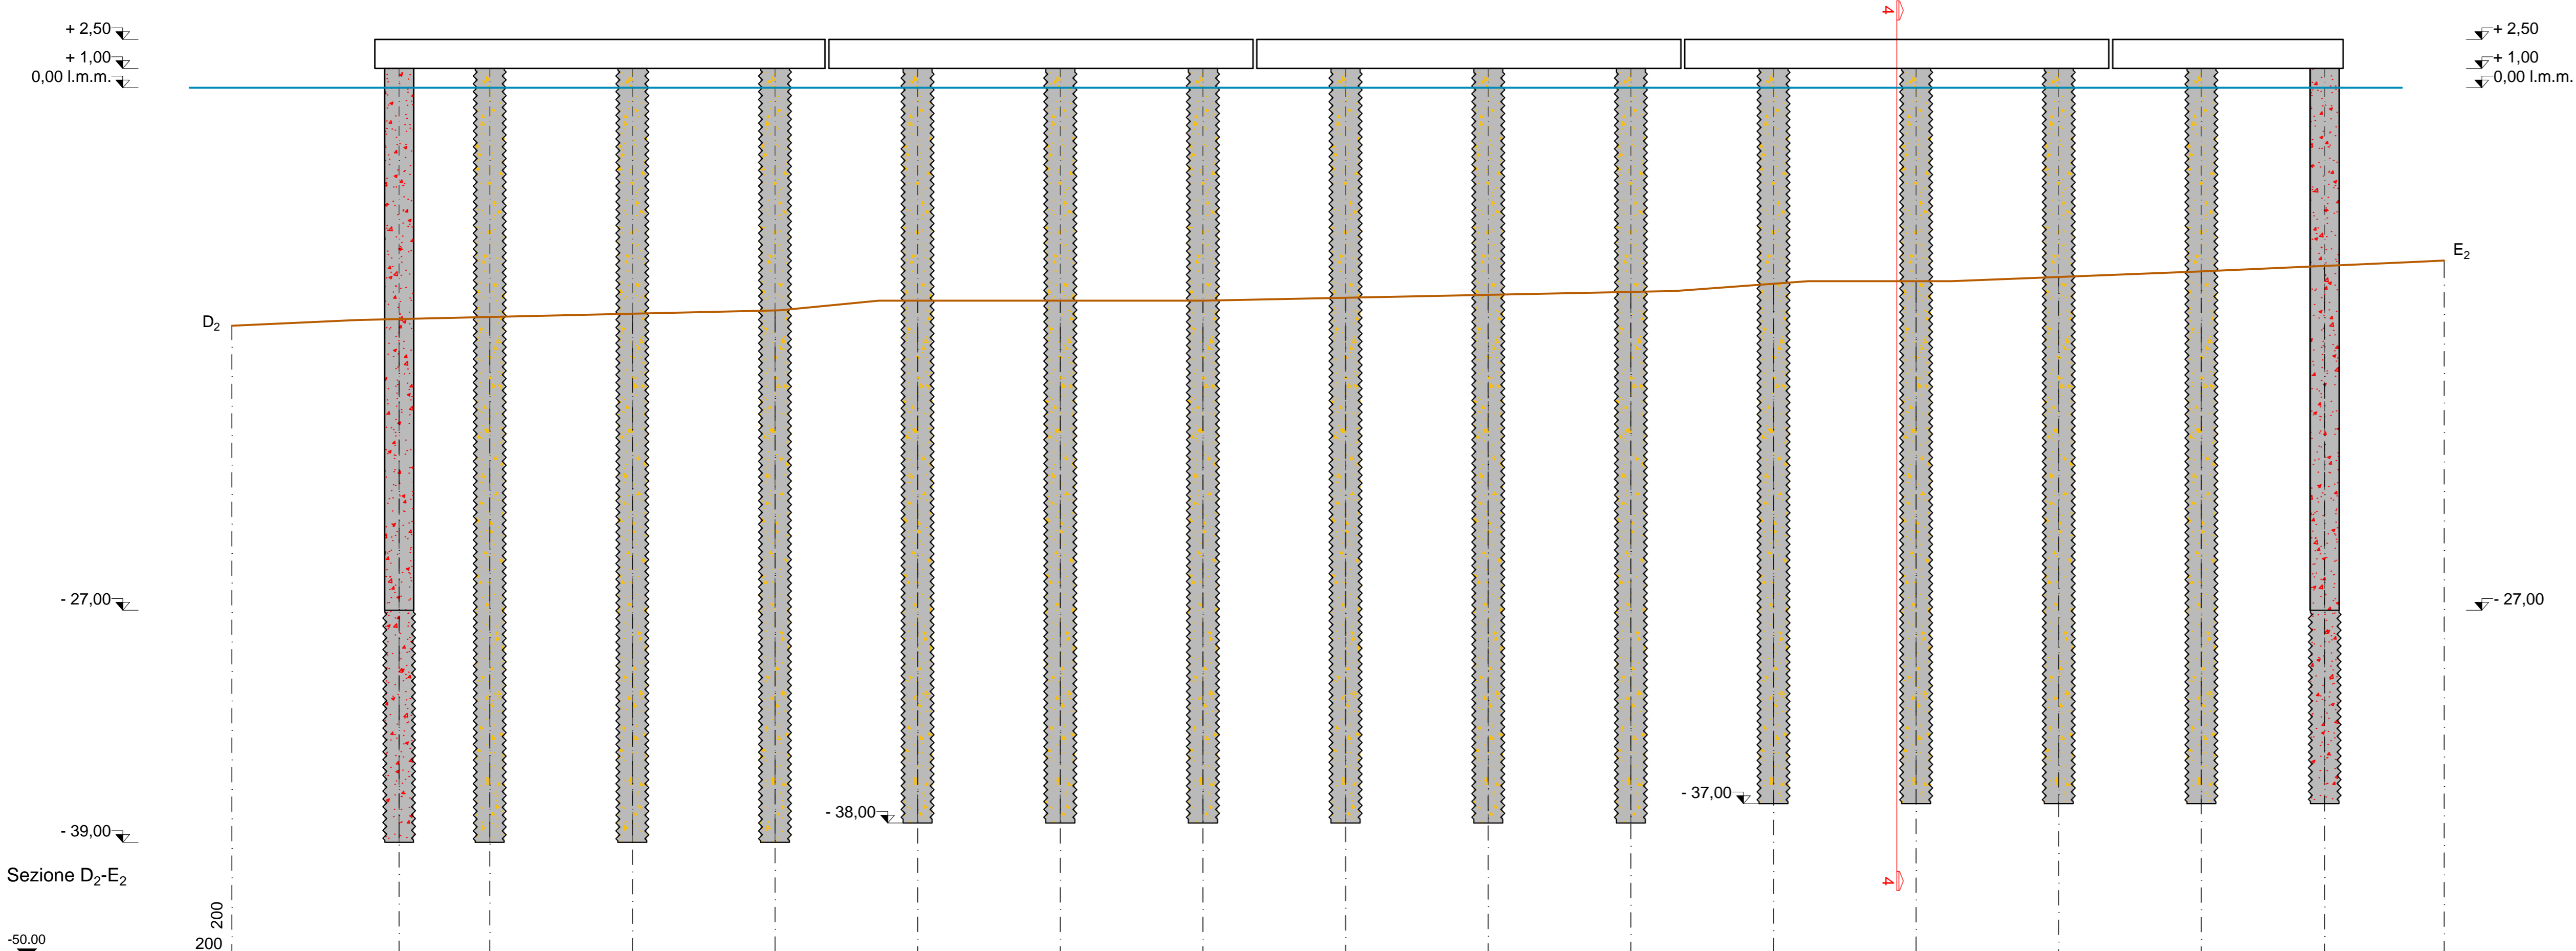 4
+ 2,50
+ 2,50
+ 1,00
+ 1,00
0,00 l.m.m.
0,00 l.m.m.
E2
D2
- 27,00
- 27,00
- 37,00
- 38,00
- 39,00
4
Sezione D2-E2
200
-50.00
200